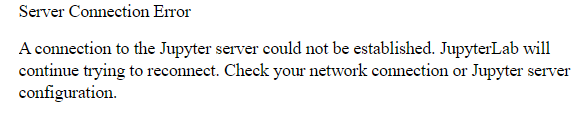 Server Connection Error
A connection to the Jupyter server could not be established. JupyterLab will
continue trying to reconnect. Check your network connection or Jupyter server
configuration.